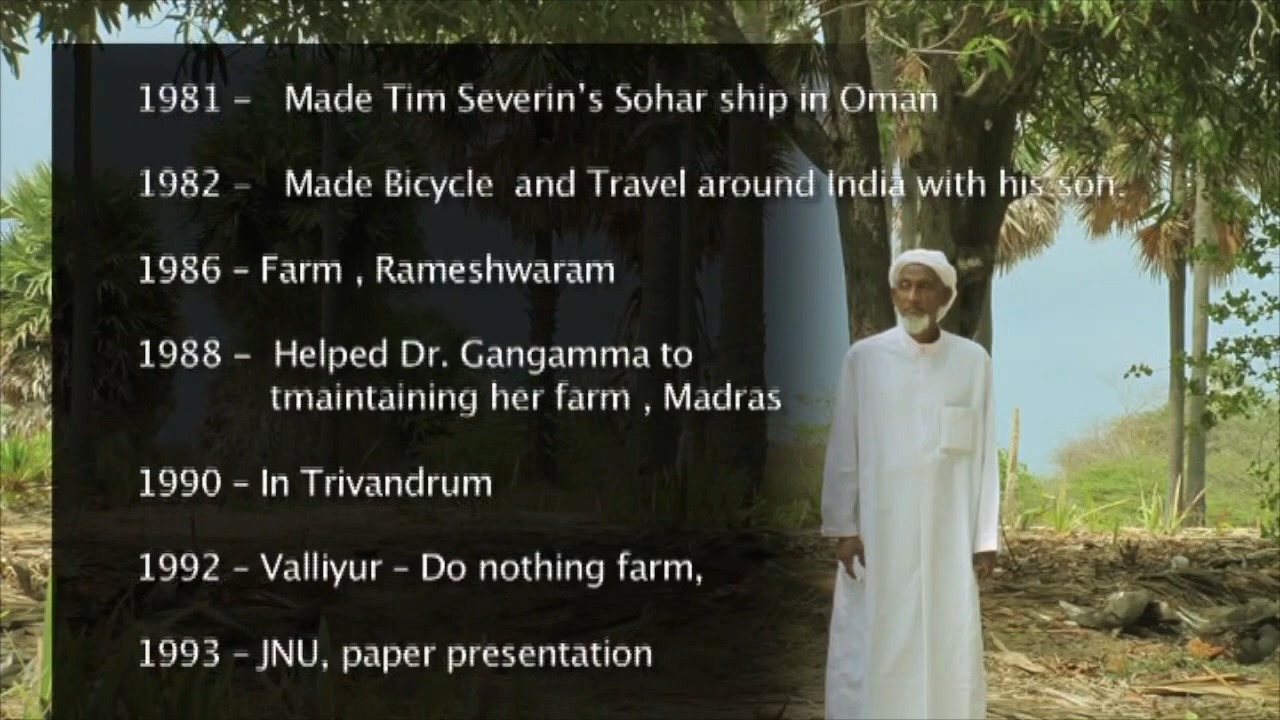 1981 – Made Tim Severin's Sohar ship in Oman
1982 – Made Bicycle and Travel around India with his son.
1986 – Farm , Rameshwaram
1988 – Helped Dr. Gangamma to
tmaintaining her farm , Madras
1990 – In Trivandrum
1992 – Valliyur – Do nothing farm,
1993 – JNU, paper presentation